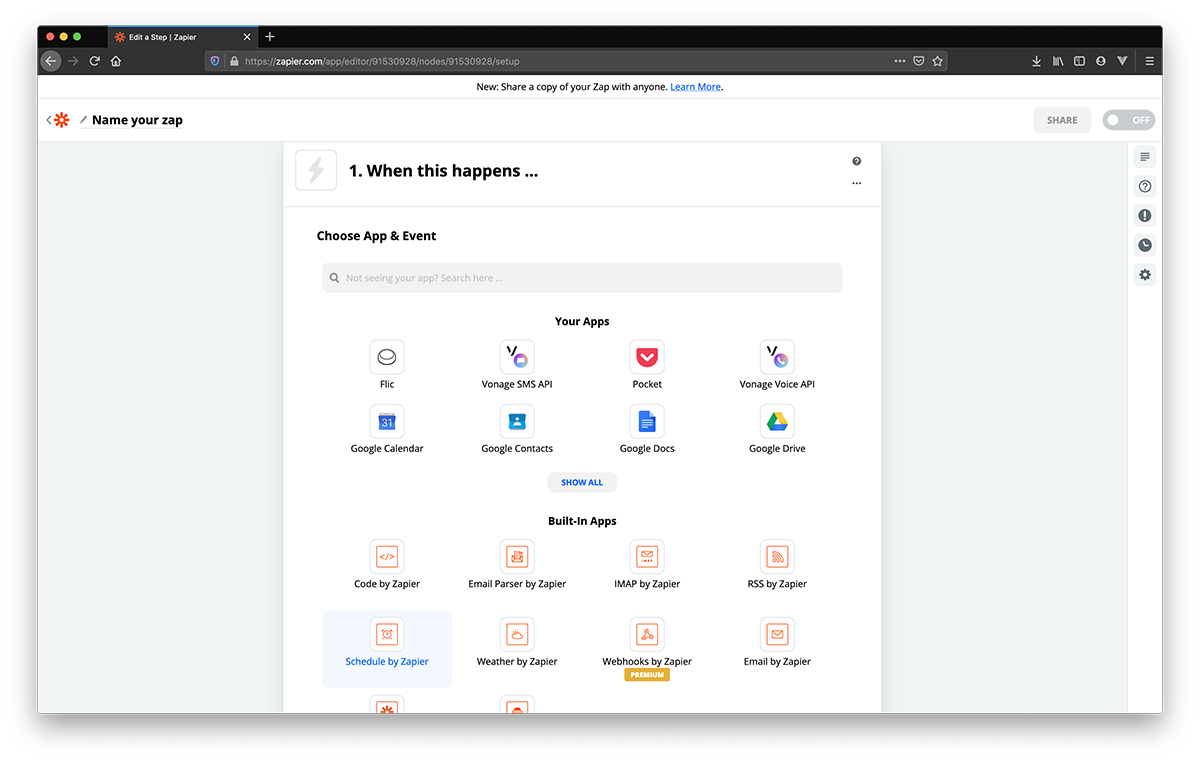 Edit a Step | Zapier
https://zapier.com/app/editor/91530928/nodes/91530928/setup
New: Share a copy of your Zap with anyone. Learn More.
Name your zap
SHARE
OFF
1. When this happens ...
Choose App & Event
Not seeing your app? Search here ...
Your Apps
Flic
Vonage SMS API
Pocket
Vonage Voice API
31
Google Calendar
Google Contacts
Google Docs
Google Drive
SHOW ALL
Built-In Apps
Code by Zapier
Email Parser by Zapier
IMAP
IMAP by Zapier
RSS by Zapier
Schedule by Zapier
Weather by Zapier
Webhooks by Zapier
Email by Zapier
PREMIUM